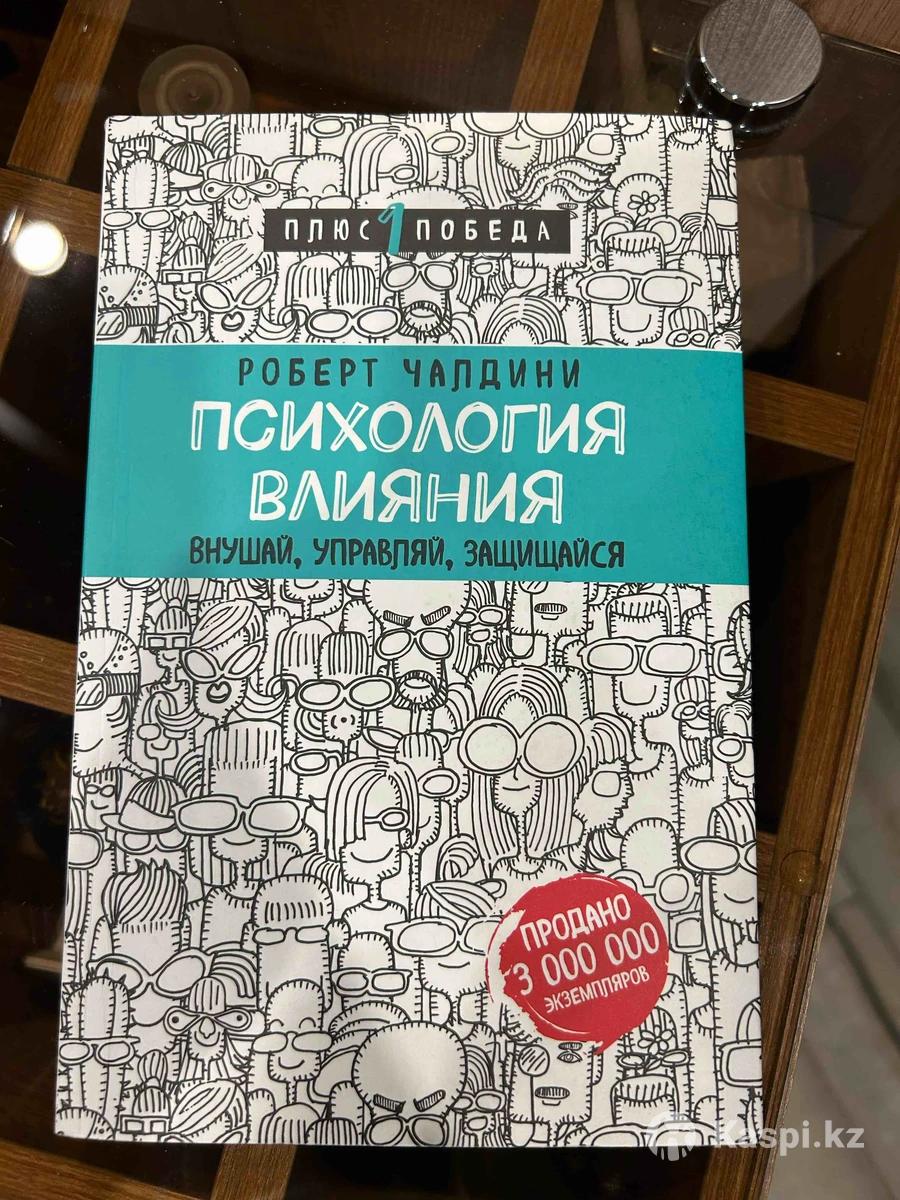 ПЛЮС 1 ПОБЕДА
РОБЕРТ ЧАЛДИНИ
ПСИХОЛОГИЯ
ВЛИЯНИЯ
ВНУШАЙ, УПРАВЛЯЙ, ЗАЩИЩАЙСЯ
ПРОДАНО
3 000 000
ЭКЗЕМПЛЯРОВ
Kaspi.kz